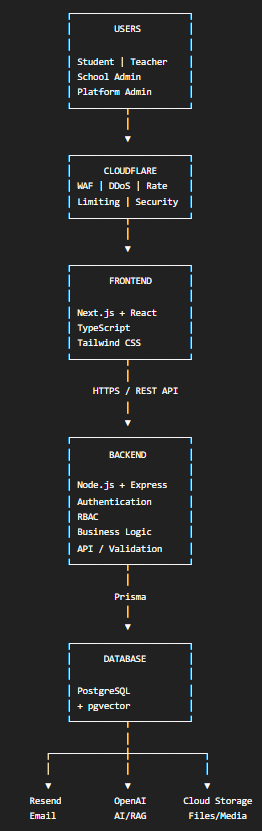 USERS
Student | Teacher
School Admin
Platform Admin
CLOUDFLARE
WAF | DDoS | Rate
Limiting | Security
FRONTEND
Next.js + React
TypeScript
Tailwind CSS
HTTPS / REST API
BACKEND
Node.js + Express
Authentication
RBAC
Business Logic
API / Validation
Prisma
DATABASE
PostgreSQL
+ pgvector
Resend OpenAI Cloud Storage
Email AI/RAG Files/Media